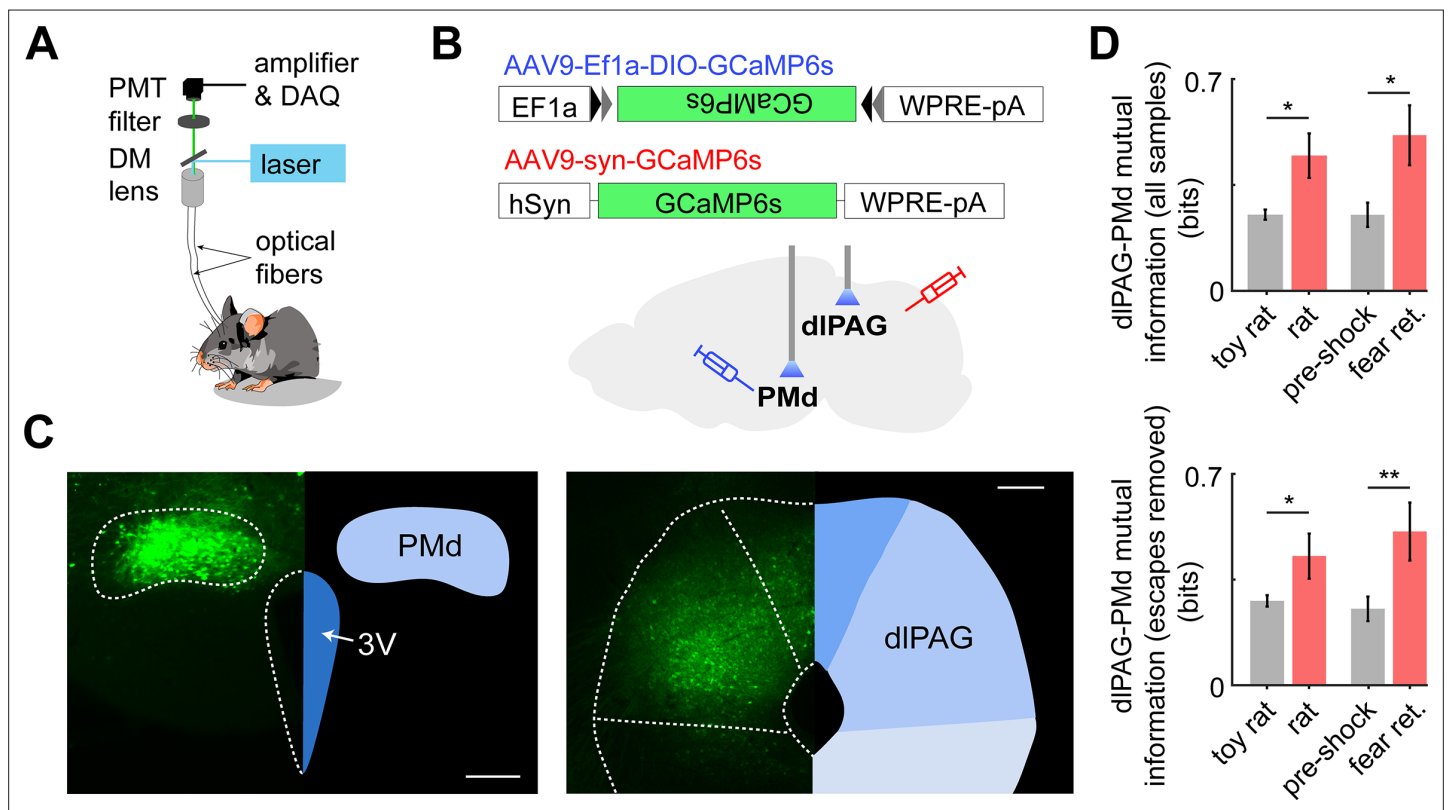 A
PMT
filter
DM
lens
amplifier
& DAQ
laser
optical
fibers
B
AAV9-Ef1a-DIO-GCaMP6s
EF1a
GCaMP6s
WPRE-pA
AAV9-syn-GCaMP6s
hSyn
GCaMP6s
WPRE-pA
dlPAG
PMd
C
PMd
3V
dlPAG
D
dlPAG-PMd mutual
information (all samples)
(bits)
0.7
0
*
*
toy rat
rat
pre-shock
fear ret.
dlPAG-PMd mutual
information (escapes removed)
(bits)
0.7
0
*
**
toy rat
rat
pre-shock
fear ret.